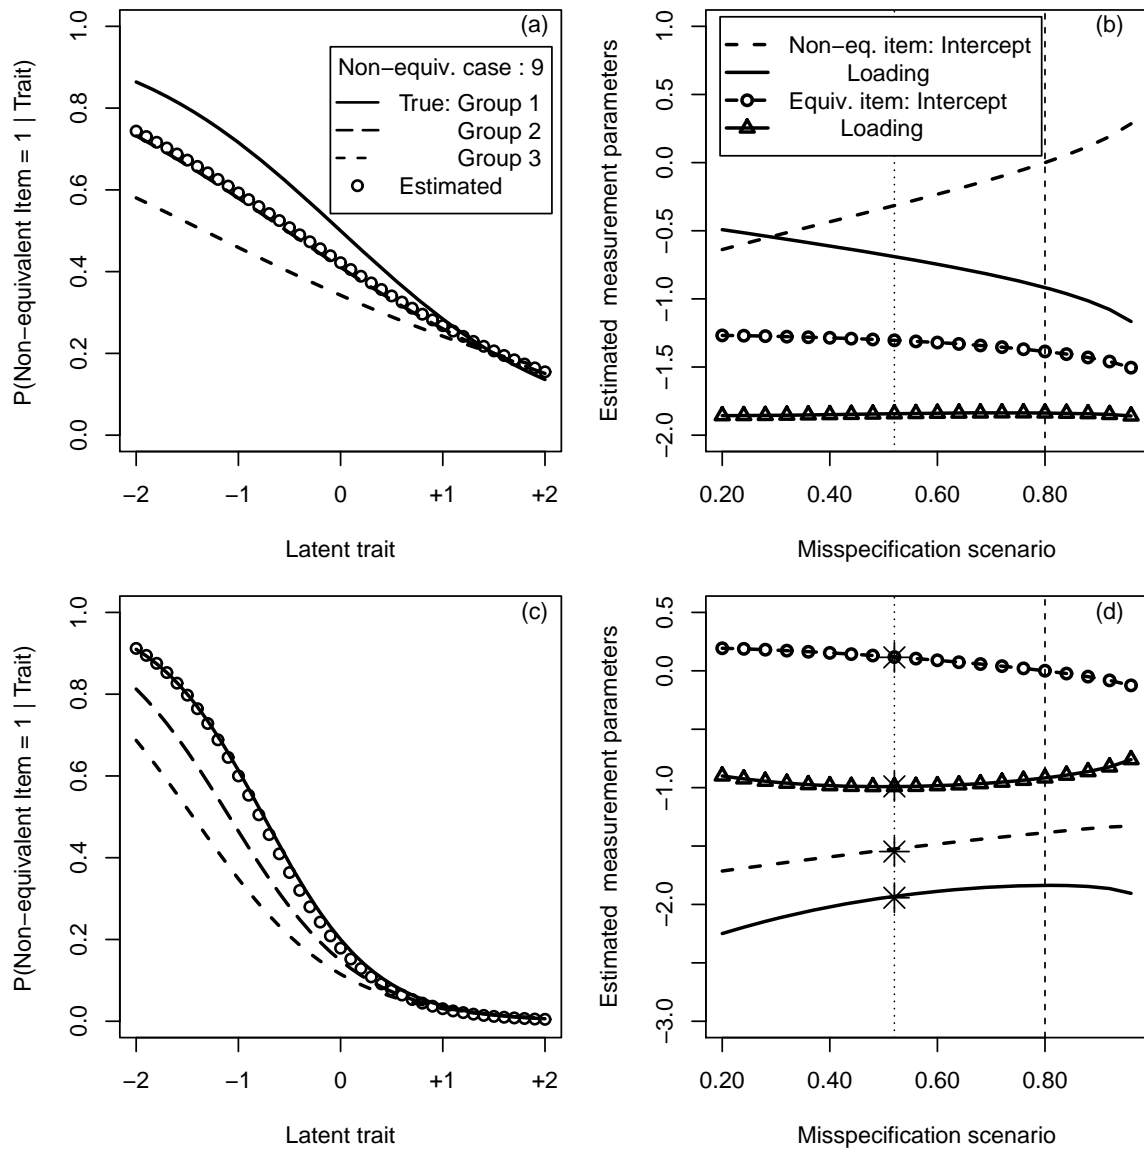 (a)
P(Non−equivalent Item = 1 | Trait)
1.0
0.8
0.6
0.4
0.2
0.0
Non−equiv. case : 9
True: Group 1
Group 2
Group 3
Estimated
−2 −1 0 +1 +2
Latent trait
(b)
Estimated measurement parameters
1.0
0.5
0.0
−0.5
−1.0
−1.5
−2.0
Non−eq. item: Intercept
Loading
Equiv. item: Intercept
Loading
0.20 0.40 0.60 0.80
Misspecification scenario
(c)
P(Non−equivalent Item = 1 | Trait)
1.0
0.8
0.6
0.4
0.2
0.0
−2 −1 0 +1 +2
Latent trait
(d)
Estimated measurement parameters
0.5
0.0
−1.0
−2.0
−3.0
0.20 0.40 0.60 0.80
Misspecification scenario